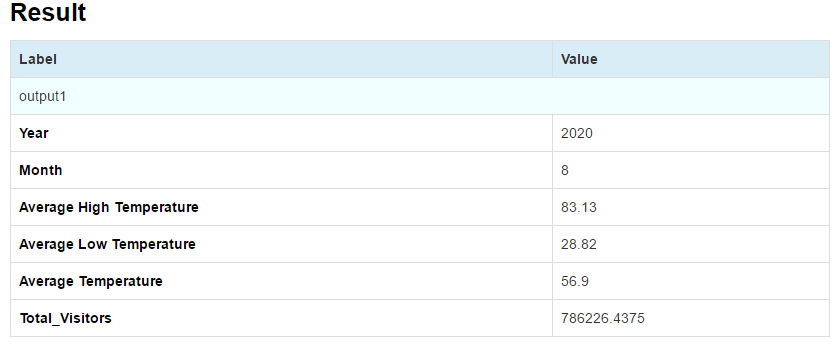 Result
Label Value
output1
Year 2020
Month 8
Average High Temperature 83.13
Average Low Temperature 28.82
Average Temperature 56.9
Total_Visitors 786226.4375